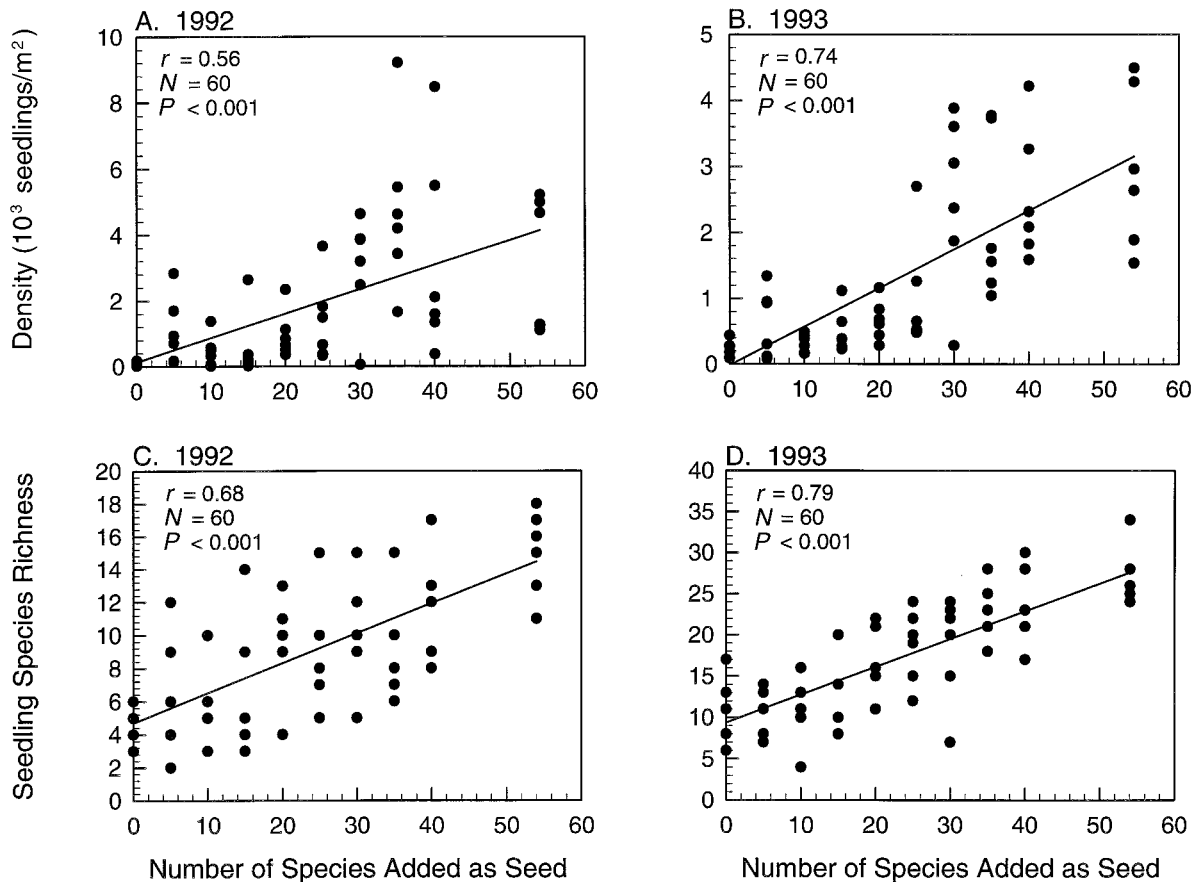 A. 1992
r = 0.56
N = 60
P < 0.001
Density (10³ seedlings/m²)
10
8
6
4
2
0
0 10 20 30 40 50 60
B. 1993
r = 0.74
N = 60
P < 0.001
5
4
3
2
1
0
0 10 20 30 40 50 60
C. 1992
r = 0.68
N = 60
P < 0.001
Seedling Species Richness
20
18
16
14
12
10
8
6
4
2
0
0 10 20 30 40 50 60
Number of Species Added as Seed
D. 1993
r = 0.79
N = 60
P < 0.001
40
35
30
25
20
15
10
5
0
0 10 20 30 40 50 60
Number of Species Added as Seed